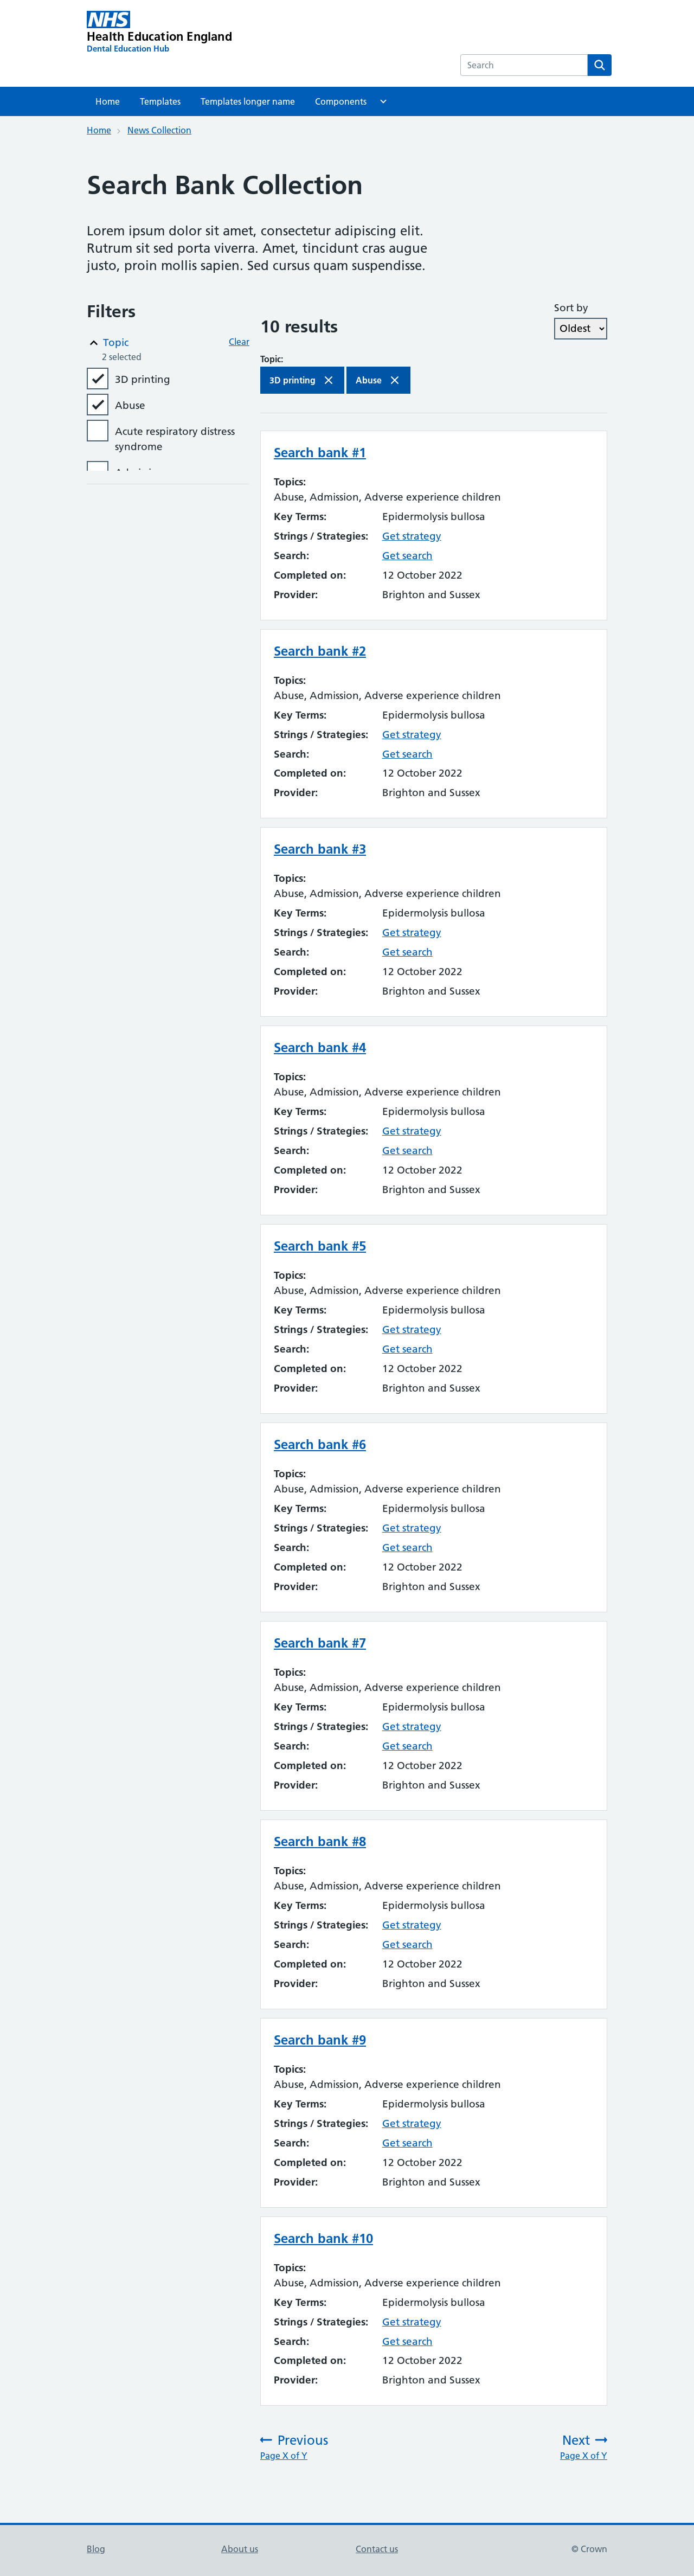 NHS
Health Education England
Dental Education Hub
Search
Home Templates Templates longer name Components
Home News Collection
Search Bank Collection
Lorem ipsum dolor sit amet, consectetur adipiscing elit.
Rutrum sit sed porta viverra. Amet, tincidunt cras augue
justo, proin mollis sapien. Sed cursus quam suspendisse.
Filters
Topic Clear
2 selected
3D printing
Abuse
Acute respiratory distress
syndrome
10 results
Sort by
Oldest
Topic:
3D printing Abuse
Search bank #1
Topics:
Abuse, Admission, Adverse experience children
Key Terms: Epidermolysis bullosa
Strings / Strategies: Get strategy
Search: Get search
Completed on: 12 October 2022
Provider: Brighton and Sussex
Search bank #2
Topics:
Abuse, Admission, Adverse experience children
Key Terms: Epidermolysis bullosa
Strings / Strategies: Get strategy
Search: Get search
Completed on: 12 October 2022
Provider: Brighton and Sussex
Search bank #3
Topics:
Abuse, Admission, Adverse experience children
Key Terms: Epidermolysis bullosa
Strings / Strategies: Get strategy
Search: Get search
Completed on: 12 October 2022
Provider: Brighton and Sussex
Search bank #4
Topics:
Abuse, Admission, Adverse experience children
Key Terms: Epidermolysis bullosa
Strings / Strategies: Get strategy
Search: Get search
Completed on: 12 October 2022
Provider: Brighton and Sussex
Search bank #5
Topics:
Abuse, Admission, Adverse experience children
Key Terms: Epidermolysis bullosa
Strings / Strategies: Get strategy
Search: Get search
Completed on: 12 October 2022
Provider: Brighton and Sussex
Search bank #6
Topics:
Abuse, Admission, Adverse experience children
Key Terms: Epidermolysis bullosa
Strings / Strategies: Get strategy
Search: Get search
Completed on: 12 October 2022
Provider: Brighton and Sussex
Search bank #7
Topics:
Abuse, Admission, Adverse experience children
Key Terms: Epidermolysis bullosa
Strings / Strategies: Get strategy
Search: Get search
Completed on: 12 October 2022
Provider: Brighton and Sussex
Search bank #8
Topics:
Abuse, Admission, Adverse experience children
Key Terms: Epidermolysis bullosa
Strings / Strategies: Get strategy
Search: Get search
Completed on: 12 October 2022
Provider: Brighton and Sussex
Search bank #9
Topics:
Abuse, Admission, Adverse experience children
Key Terms: Epidermolysis bullosa
Strings / Strategies: Get strategy
Search: Get search
Completed on: 12 October 2022
Provider: Brighton and Sussex
Search bank #10
Topics:
Abuse, Admission, Adverse experience children
Key Terms: Epidermolysis bullosa
Strings / Strategies: Get strategy
Search: Get search
Completed on: 12 October 2022
Provider: Brighton and Sussex
Previous Next
Page X of Y Page X of Y
Blog About us Contact us © Crown